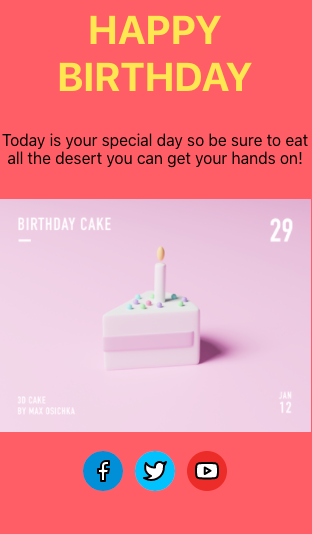 HAPPY
BIRTHDAY
Today is your special day so be sure to eat
all the desert you can get your hands on!
BIRTHDAY CAKE
29
3D CAKE
BY MAX OSICHKA
JAN
12